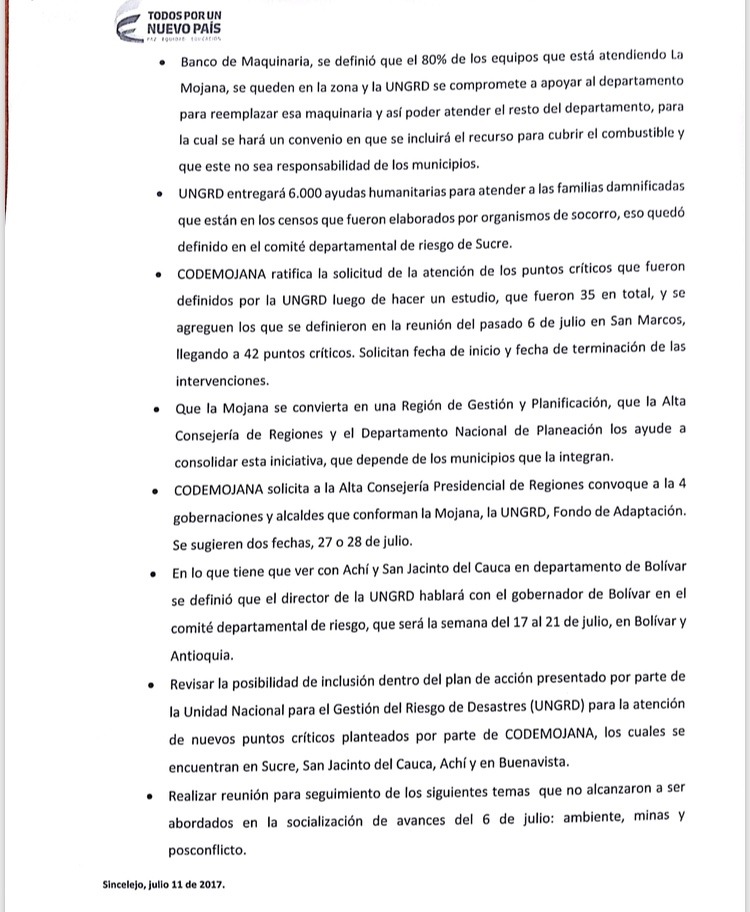 TODOS POR UN
NUEVO PAÍS
PAZ EQUIDAD EDUCACIÓN
• Banco de Maquinaria, se definió que el 80% de los equipos que está atendiendo La
Mojana, se queden en la zona y la UNGRD se compromete a apoyar al departamento
para reemplazar esa maquinaria y así poder atender el resto del departamento, para
la cual se hará un convenio en que se incluirá el recurso para cubrir el combustible y
que este no sea responsabilidad de los municipios.
• UNGRD entregará 6.000 ayudas humanitarias para atender a las familias damnificadas
que están en los censos que fueron elaborados por organismos de socorro, eso quedó
definido en el comité departamental de riesgo de Sucre.
• CODEMOJANA ratifica la solicitud de la atención de los puntos críticos que fueron
definidos por la UNGRD luego de hacer un estudio, que fueron 35 en total, y se
agreguen los que se definieron en la reunión del pasado 6 de julio en San Marcos,
llegando a 42 puntos críticos. Solicitan fecha de inicio y fecha de terminación de las
intervenciones.
• Que la Mojana se convierta en una Región de Gestión y Planificación, que la Alta
Consejería de Regiones y el Departamento Nacional de Planeación los ayude a
consolidar esta iniciativa, que depende de los municipios que la integran.
• CODEMOJANA solicita a la Alta Consejería Presidencial de Regiones convoque a la 4
gobernaciones y alcaldes que conforman la Mojana, la UNGRD, Fondo de Adaptación.
Se sugieren dos fechas, 27 o 28 de julio.
• En lo que tiene que ver con Achí y San Jacinto del Cauca en departamento de Bolívar
se definió que el director de la UNGRD hablará con el gobernador de Bolívar en el
comité departamental de riesgo, que será la semana del 17 al 21 de julio, en Bolívar y
Antioquia.
• Revisar la posibilidad de inclusión dentro del plan de acción presentado por parte de
la Unidad Nacional para el Gestión del Riesgo de Desastres (UNGRD) para la atención
de nuevos puntos críticos planteados por parte de CODEMOJANA, los cuales se
encuentran en Sucre, San Jacinto del Cauca, Achí y en Buenavista.
• Realizar reunión para seguimiento de los siguientes temas que no alcanzaron a ser
abordados en la socialización de avances del 6 de julio: ambiente, minas y
posconflicto.
Sincelejo, julio 11 de 2017.